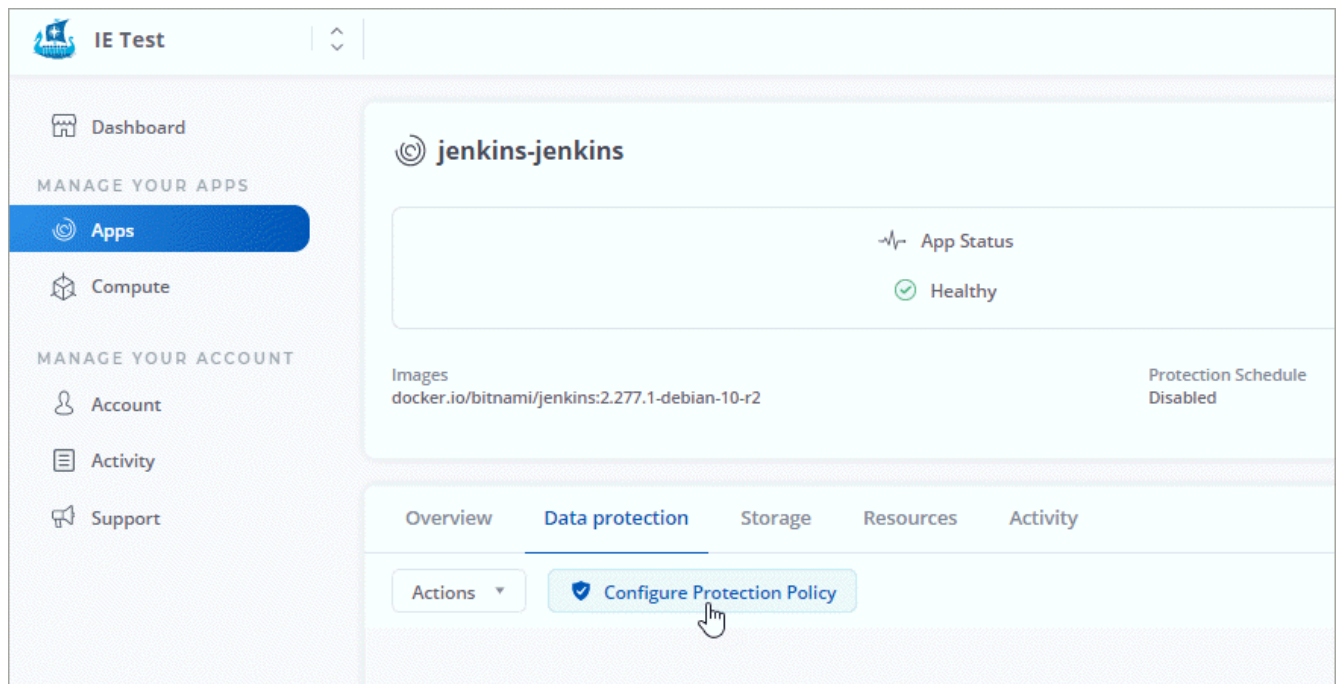 IE Test
Dashboard
MANAGE YOUR APPS
Apps
Compute
MANAGE YOUR ACCOUNT
Account
Activity
Support
jenkins-jenkins
App Status
Healthy
Images
docker.io/bitnami/jenkins:2.277.1-debian-10-r2
Protection Schedule
Disabled
Overview Data protection Storage Resources Activity
Actions Configure Protection Policy